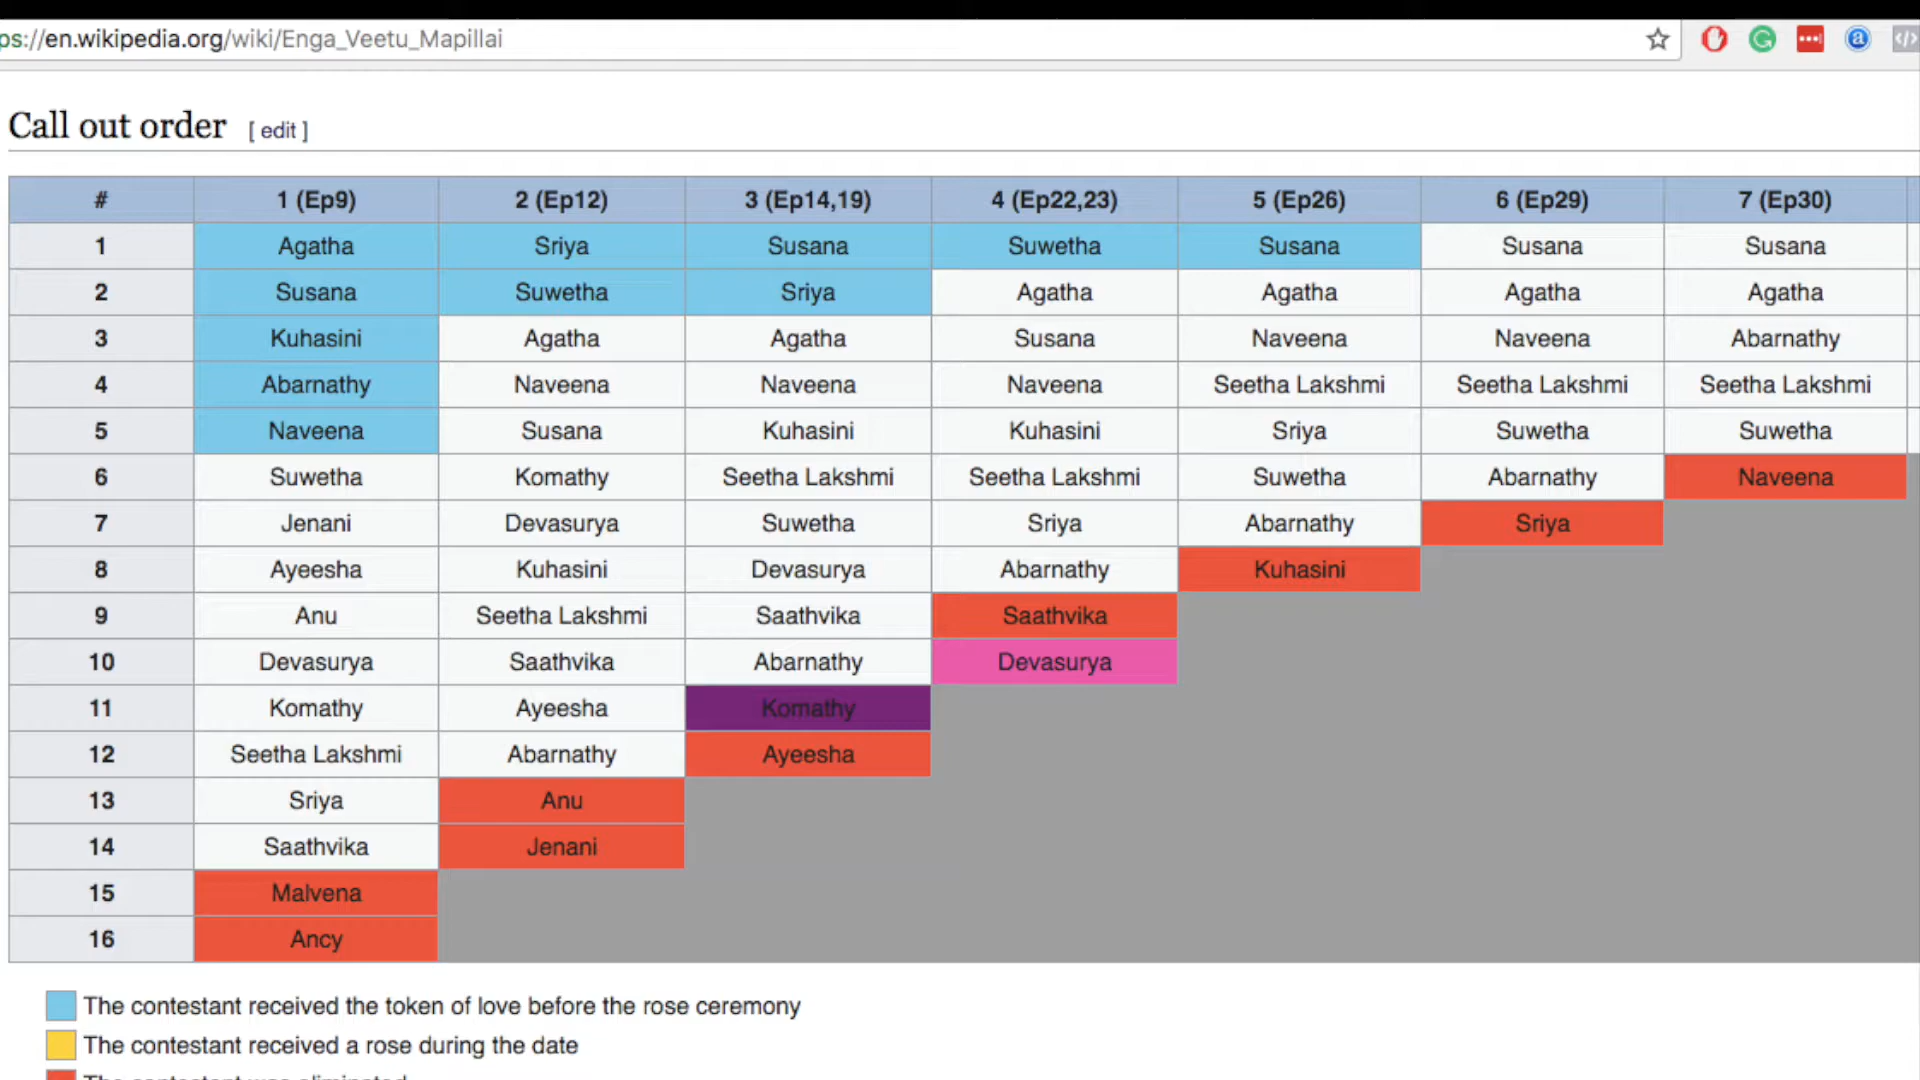 ps://en.wikipedia.org/wiki/Enga_Veetu_Mapillai
Call out order [ edit ]
# 1 (Ep9) 2 (Ep12) 3 (Ep14,19) 4 (Ep22,23) 5 (Ep26) 6 (Ep29) 7 (Ep30)
1 Agatha Sriya Susana Suwetha Susana Susana Susana
2 Susana Suwetha Sriya Agatha Agatha Agatha Agatha
3 Kuhasini Agatha Agatha Susana Naveena Naveena Abarnathy
4 Abarnathy Naveena Naveena Naveena Seetha Lakshmi Seetha Lakshmi Seetha Lakshmi
5 Naveena Susana Kuhasini Kuhasini Sriya Suwetha Suwetha
6 Suwetha Komathy Seetha Lakshmi Seetha Lakshmi Suwetha Abarnathy Naveena
7 Jenani Devasurya Suwetha Sriya Abarnathy Sriya
8 Ayeesha Kuhasini Devasurya Abarnathy Kuhasini
9 Anu Seetha Lakshmi Saathvika Saathvika
10 Devasurya Saathvika Abarnathy Devasurya
11 Komathy Ayeesha Komathy
12 Seetha Lakshmi Abarnathy Ayeesha
13 Sriya Anu
14 Saathvika Jenani
15 Malvena
16 Ancy
The contestant received the token of love before the rose ceremony
The contestant received a rose during the date
The contestant was eliminated